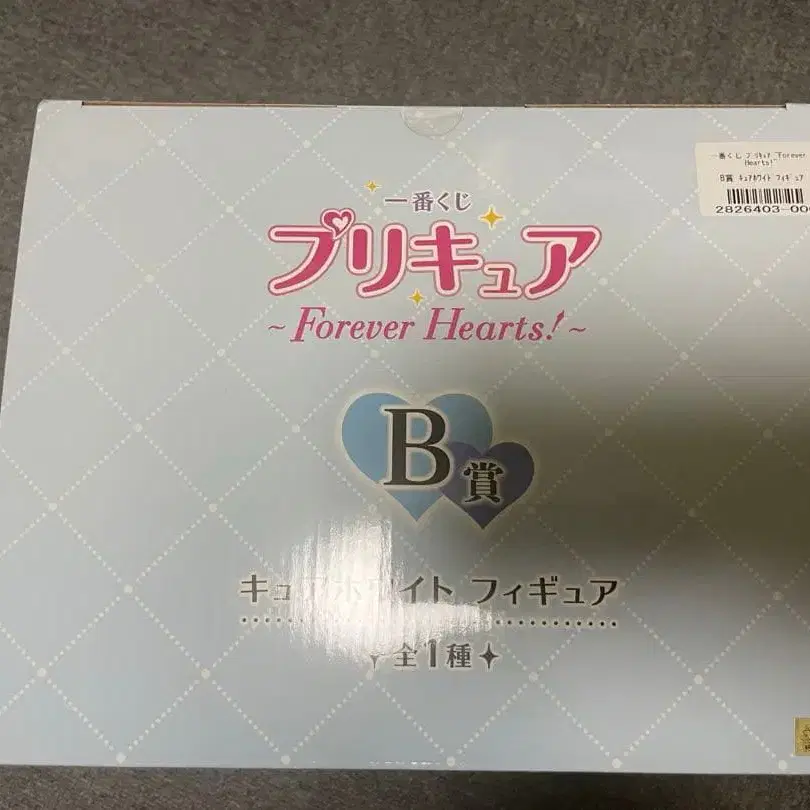 一番くじ
プリキュア
~Forever Hearts!~
B賞
キュアホワイト フィギュア
全1種
一番くじ プリキュア ~Forever
Hearts!~
B賞 キュアホワイト フィギュア
2826403-00